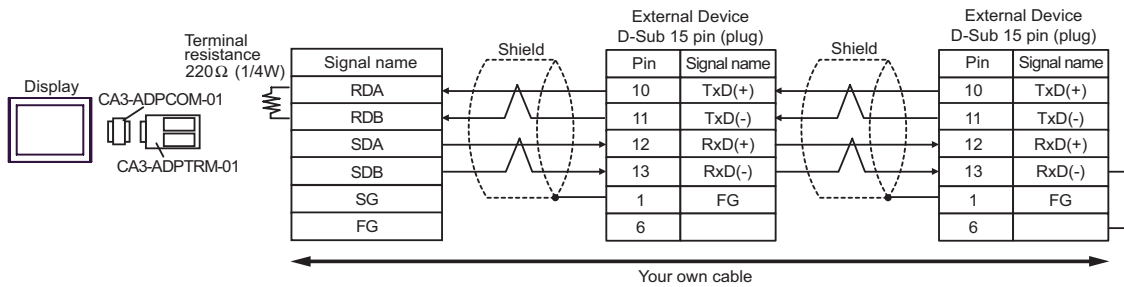 External Device
D-Sub 15 pin (plug)
External Device
D-Sub 15 pin (plug)
Terminal
resistance
220Ω (1/4W)
Shield
Shield
Display
CA3-ADPCOM-01
CA3-ADPTRM-01
Signal name
RDA
RDB
SDA
SDB
SG
FG
Pin Signal name
10 TxD(+)
11 TxD(-)
12 RxD(+)
13 RxD(-)
1 FG
6
Pin Signal name
10 TxD(+)
11 TxD(-)
12 RxD(+)
13 RxD(-)
1 FG
6
Your own cable